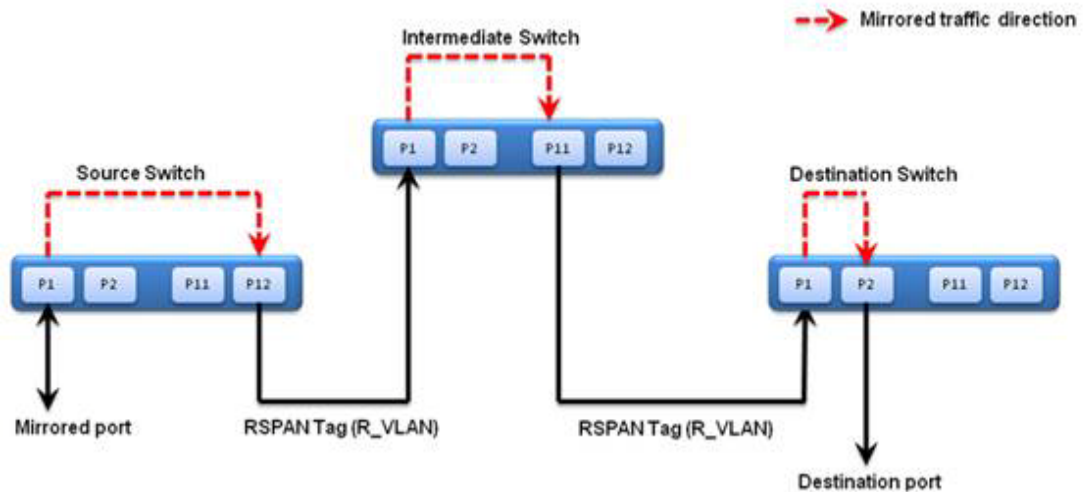 Mirrored traffic direction
Intermediate Switch
P1 P2 P11 P12
Source Switch
Destination Switch
P1 P2 P11 P12
P1 P2 P11 P12
Mirrored port
RSPAN Tag (R_VLAN)
RSPAN Tag (R_VLAN)
Destination port